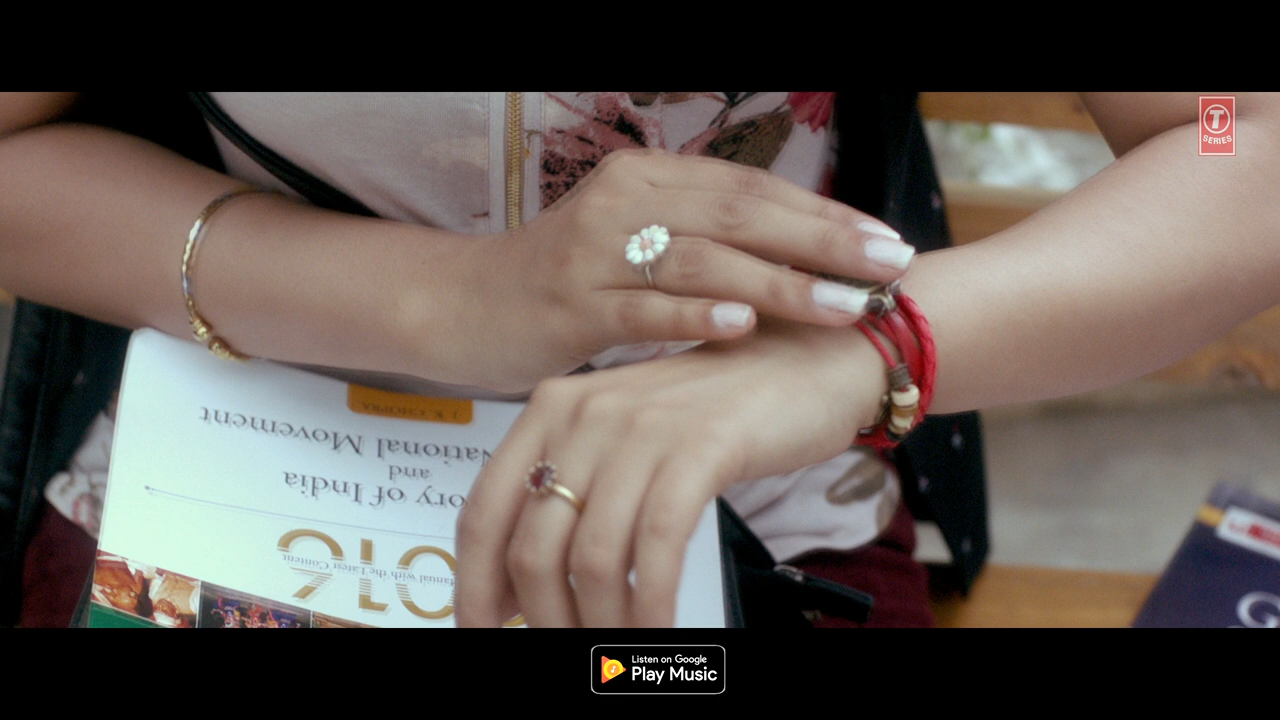 T
SERIES
J. K. CHOPRA
National Movement
and
ory of India
Manual with the Latest Content
016
G
Listen on Google
Play Music